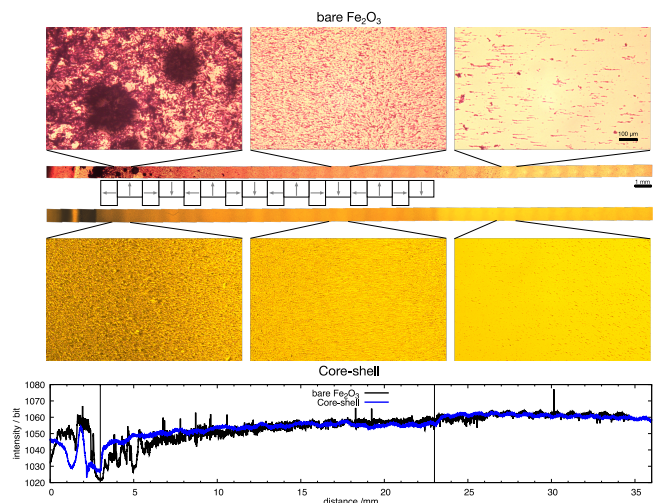 bare Fe₂O₃
100 µm
1 mm
Core-shell
1080
1070
1060
1050
1040
1030
1020
intensity / bit
bare Fe₂O₃
Core-shell
0 5 10 15 20 25 30 35
distance /mm